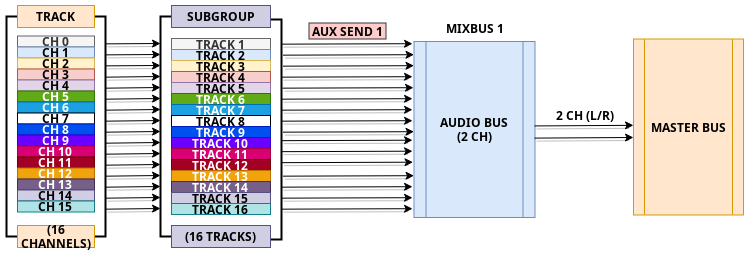 TRACK
CH 0
CH 1
CH 2
CH 3
CH 4
CH 5
CH 6
CH 7
CH 8
CH 9
CH 10
CH 11
CH 12
CH 13
CH 14
CH 15
(16
CHANNELS)
SUBGROUP
TRACK 1
TRACK 2
TRACK 3
TRACK 4
TRACK 5
TRACK 6
TRACK 7
TRACK 8
TRACK 9
TRACK 10
TRACK 11
TRACK 12
TRACK 13
TRACK 14
TRACK 15
TRACK 16
(16 TRACKS)
AUX SEND 1
MIXBUS 1
AUDIO BUS
(2 CH)
2 CH (L/R)
MASTER BUS